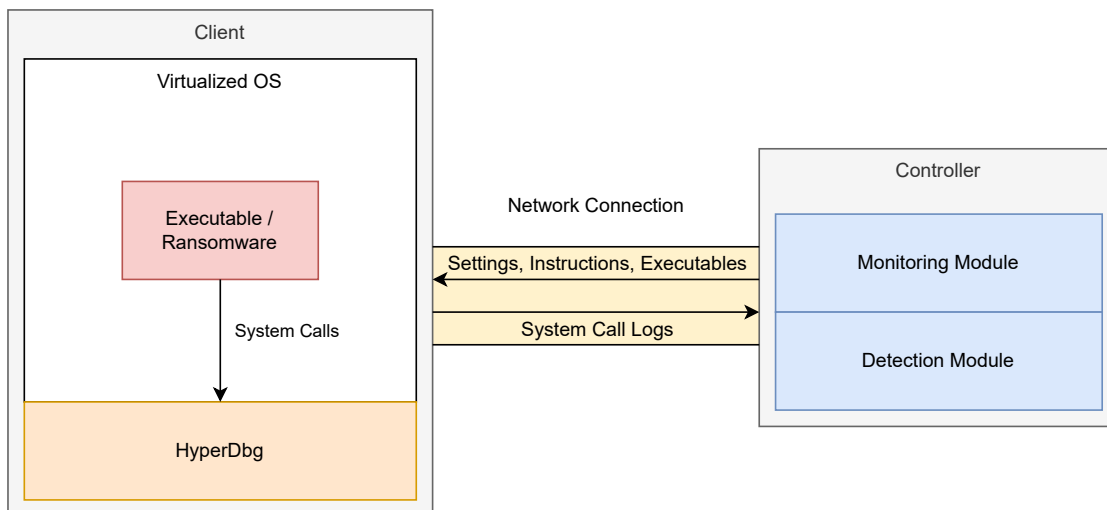 Client
Virtualized OS
Executable /
Ransomware
System Calls
HyperDbg
Network Connection
Settings, Instructions, Executables
System Call Logs
Controller
Monitoring Module
Detection Module